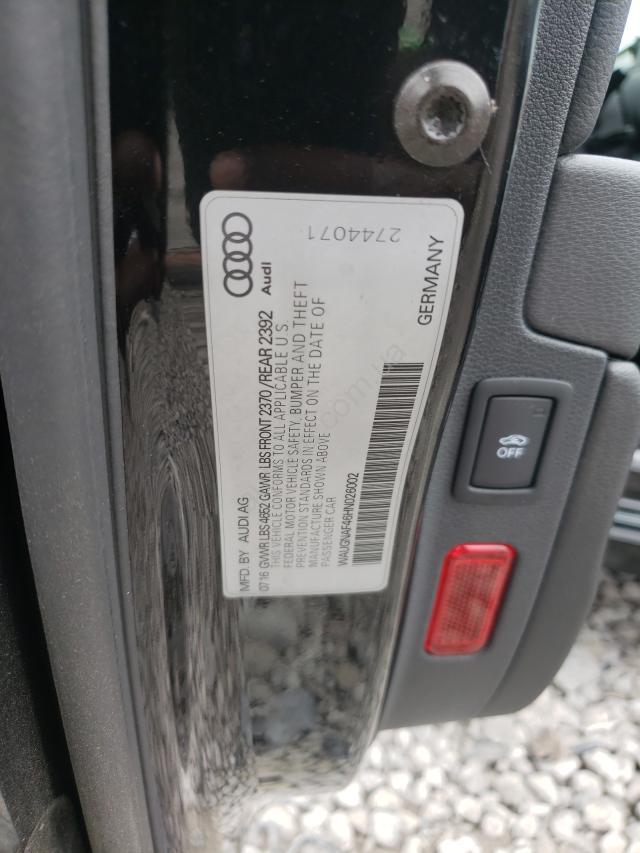 Audi
2744071
MFD. BY AUDI AG
07/16 GVWR LBS 4652 GAWR LBS FRONT 2370 /REAR 2392
THIS VEHICLE CONFORMS TO ALL APPLICABLE U.S.
FEDERAL MOTOR VEHICLE SAFETY, BUMPER AND THEFT
PREVENTION STANDARDS IN EFFECT ON THE DATE OF
MANUFACTURE SHOWN ABOVE
PASSENGER CAR
WAUGNAF46HN026002
GERMANY
OFF